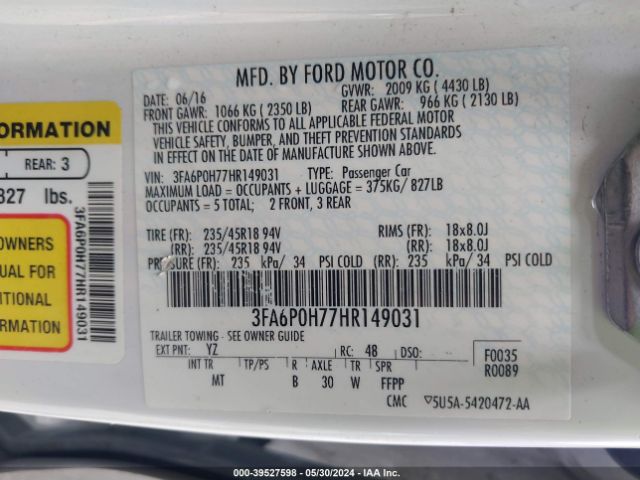 MFD. BY FORD MOTOR CO.
DATE: 06/16 GVWR: 2009 KG ( 4430 LB)
FRONT GAWR: 1066 KG ( 2350 LB) REAR GAWR: 966 KG ( 2130 LB)
THIS VEHICLE CONFORMS TO ALL APPLICABLE FEDERAL MOTOR
VEHICLE SAFETY, BUMPER, AND THEFT PREVENTION STANDARDS
IN EFFECT ON THE DATE OF MANUFACTURE SHOWN ABOVE.
VIN: 3FA6P0H77HR149031 TYPE: Passenger Car
MAXIMUM LOAD = OCCUPANTS + LUGGAGE = 375KG/ 827LB
OCCUPANTS = 5 TOTAL; 2 FRONT, 3 REAR
TIRE (FR): 235/45R18 94V RIMS (FR): 18x8.0J
(RR): 235/45R18 94V (RR): 18x8.0J
PRESSURE (FR): 235 kPa/ 34 PSI COLD (RR): 235 kPa/ 34 PSI COLD
3FA6P0H77HR149031
TRAILER TOWING - SEE OWNER GUIDE
EXT PNT: YZ RC: 48 DSO: F0035
INT TR TP/PS R AXLE TR SPR R0089
MT B 30 W FFPP
CMC ▽5U5A-5420472-AA
ORMATION
REAR: 3
827 lbs.
OWNERS
UAL FOR
ITIONAL
MATION
3FA6P0H77HR149031
000-39527598 - 05/30/2024 - IAA Inc.